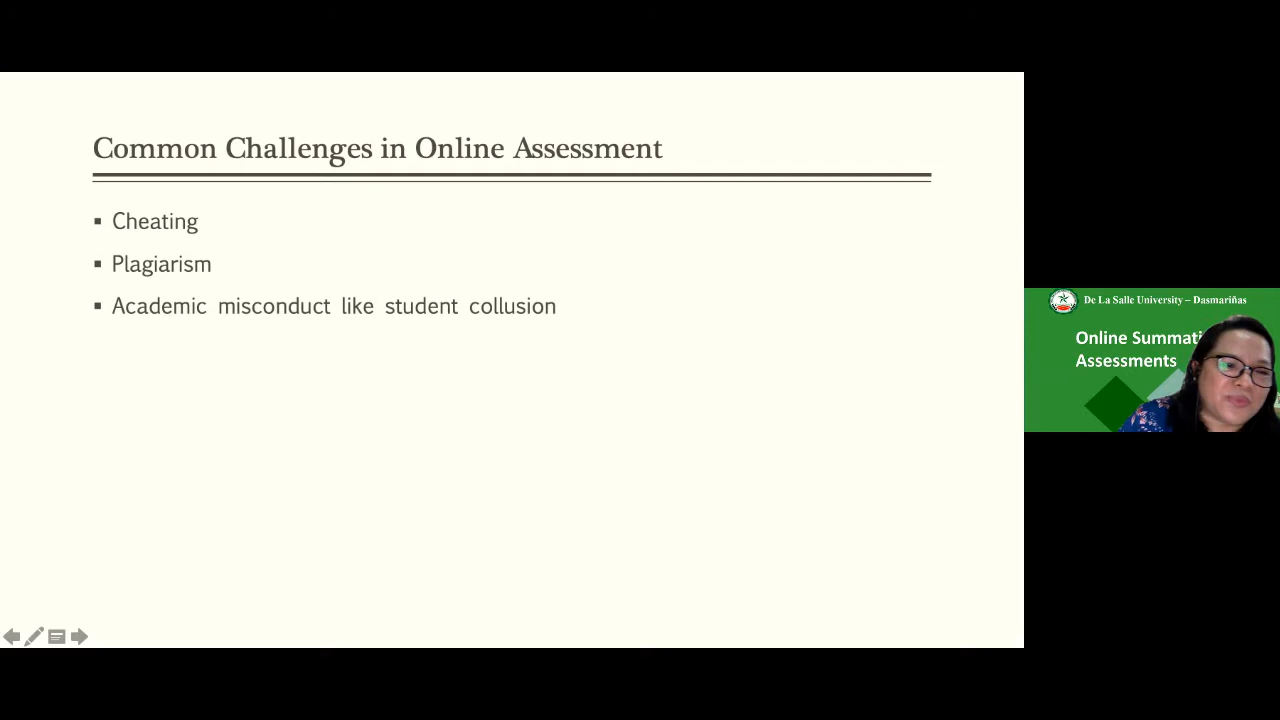 Common Challenges in Online Assessment
▪ Cheating
▪ Plagiarism
▪ Academic misconduct like student collusion
De La Salle University – Dasmariñas
Online Summati
Assessments